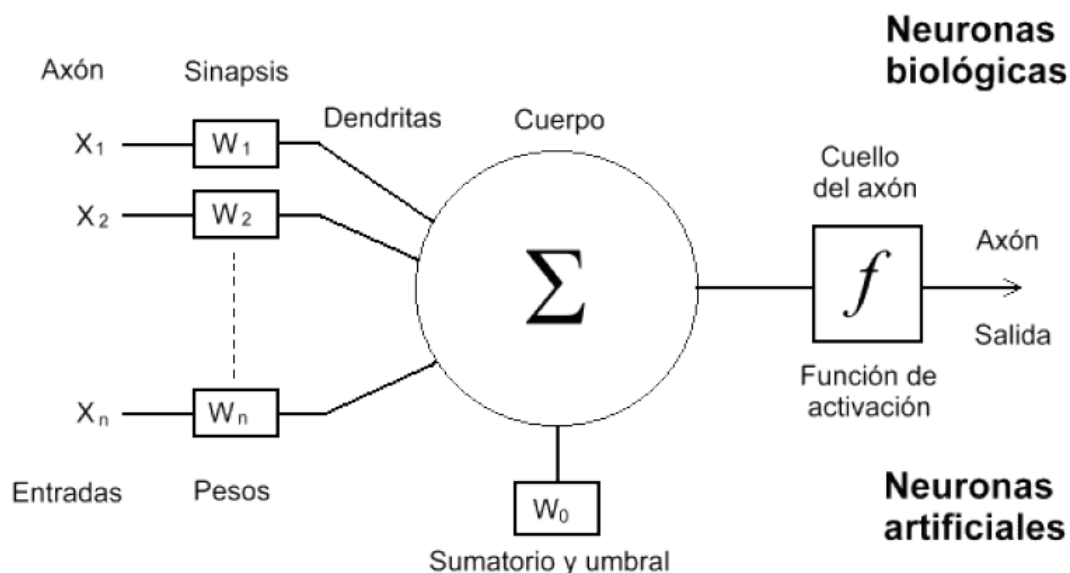 Neuronas
biológicas
Axón
Sinapsis
Dendritas
Cuerpo
Cuello
del axón
X1
W1
X2
W2
Σ
f
Axón
Salida
Xn
Wn
Función de
activación
Entradas
Pesos
W0
Sumatorio y umbral
Neuronas
artificiales